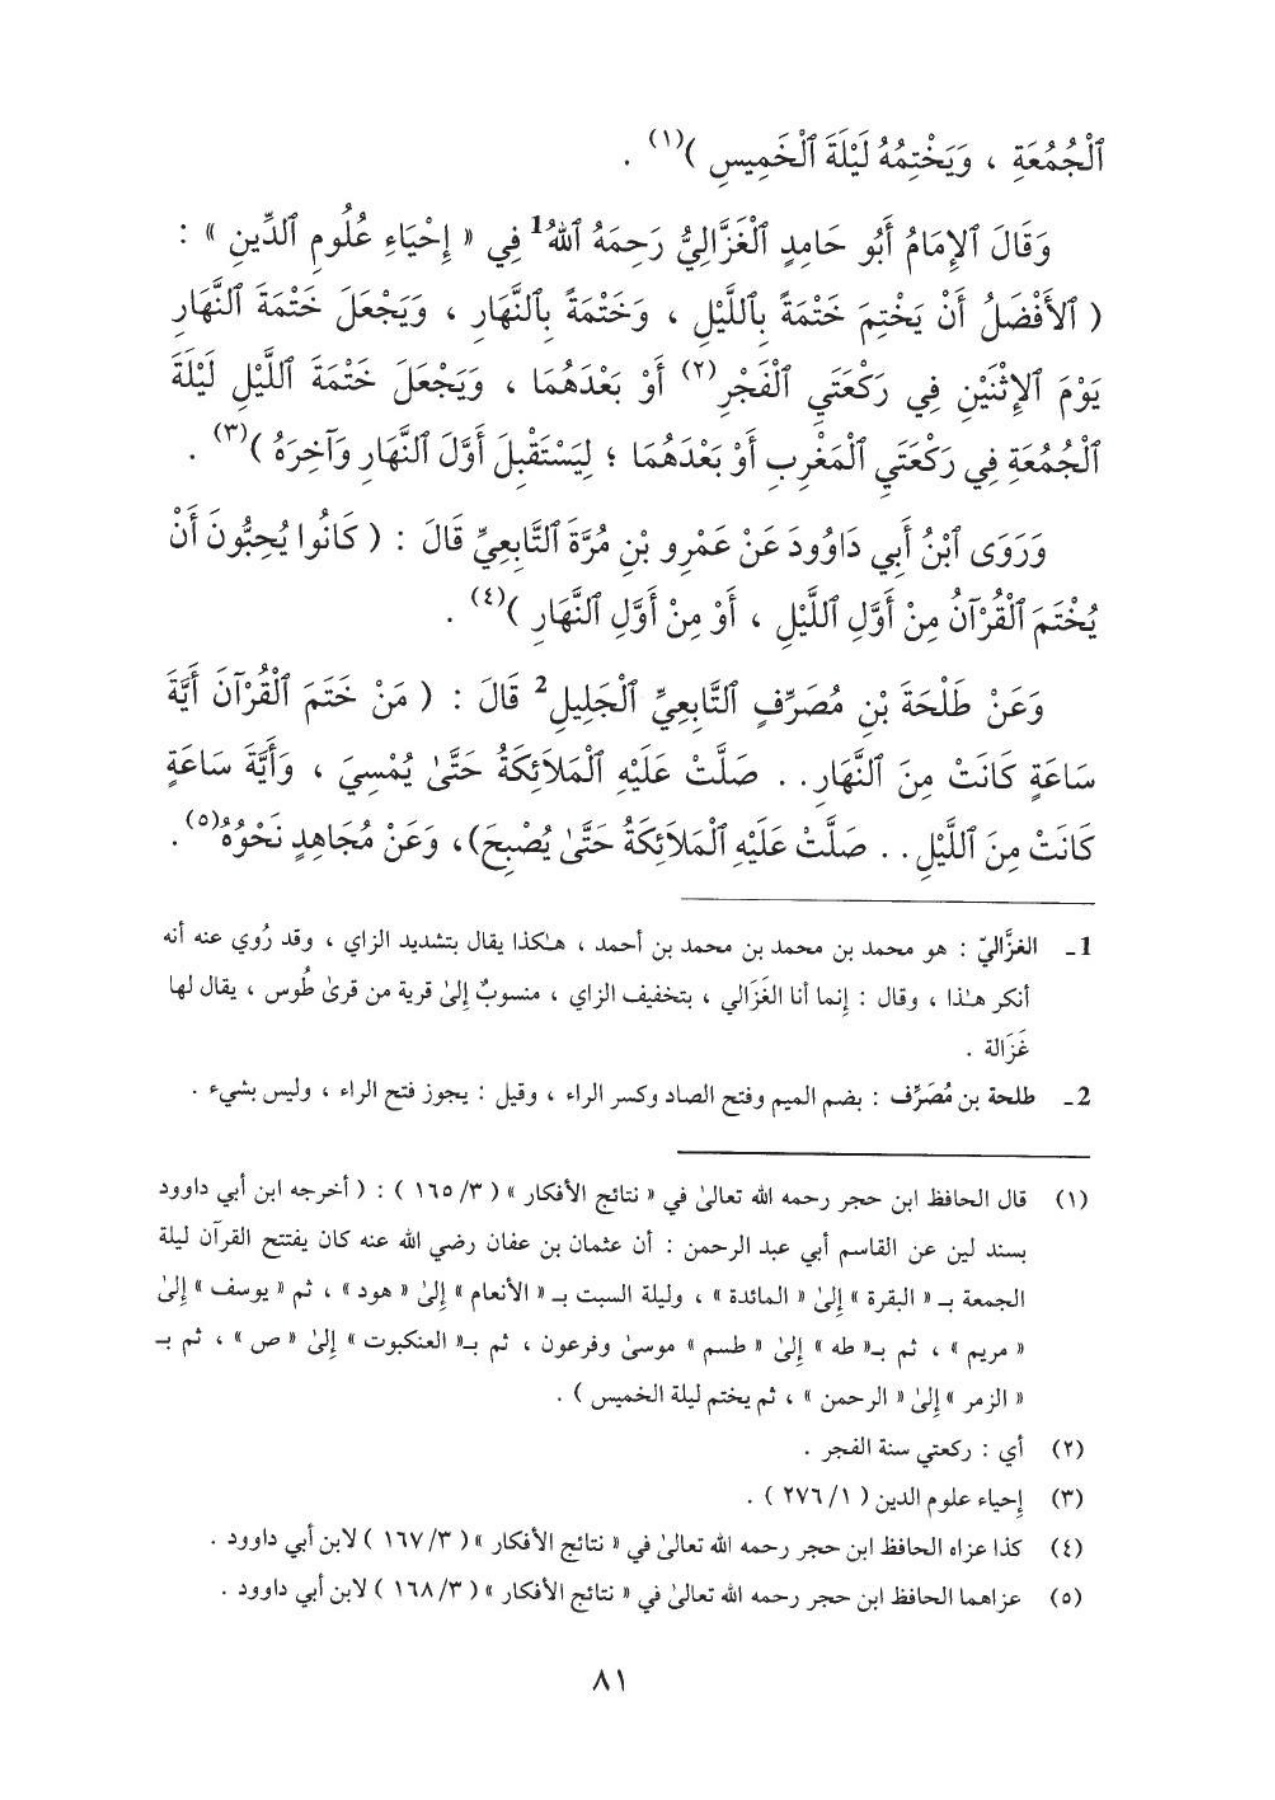 ٱلْجُمُعَةِ ، وَيَخْتِمُهُ لَيْلَةَ ٱلْخَمِيسِ )(١) .
وَقَالَ ٱلإِمَامُ أَبُو حَامِدٍ ٱلْغَزَّالِيُّ رَحِمَهُ ٱللهُ1 فِي « إِحْيَاءِ عُلُومِ ٱلدِّينِ » :
( ٱلأَفْضَلُ أَنْ يَخْتِمَ خَتْمَةً بِٱللَّيْلِ ، وَخَتْمَةً بِٱلنَّهَارِ ، وَيَجْعَلَ خَتْمَةَ ٱلنَّهَارِ
يَوْمَ ٱلإِثْنَيْنِ فِي رَكْعَتَيِ ٱلْفَجْرِ(٢) أَوْ بَعْدَهُمَا ، وَيَجْعَلَ خَتْمَةَ ٱللَّيْلِ لَيْلَةَ
ٱلْجُمُعَةِ فِي رَكْعَتَيِ ٱلْمَغْرِبِ أَوْ بَعْدَهُمَا ؛ لِيَسْتَقْبِلَ أَوَّلَ ٱلنَّهَارِ وَآخِرَهُ )(٣) .
وَرَوَى ٱبْنُ أَبِي دَاوُودَ عَنْ عَمْرِو بْنِ مُرَّةَ ٱلتَّابِعِيِّ قَالَ : ( كَانُوا يُحِبُّونَ أَنْ
يُخْتَمَ ٱلْقُرْآنُ مِنْ أَوَّلِ ٱللَّيْلِ ، أَوْ مِنْ أَوَّلِ ٱلنَّهَارِ )(٤) .
وَعَنْ طَلْحَةَ بْنِ مُصَرِّفٍ ٱلتَّابِعِيِّ ٱلْجَلِيلِ2 قَالَ : ( مَنْ خَتَمَ ٱلْقُرْآنَ أَيَّةَ
سَاعَةٍ كَانَتْ مِنَ ٱلنَّهَارِ . . صَلَّتْ عَلَيْهِ ٱلْمَلاَئِكَةُ حَتَّىٰ يُمْسِيَ ، وَأَيَّةَ سَاعَةٍ
كَانَتْ مِنَ ٱللَّيْلِ . . صَلَّتْ عَلَيْهِ ٱلْمَلاَئِكَةُ حَتَّىٰ يُصْبِحَ)، وَعَنْ مُجَاهِدٍ نَحْوُهُ(٥) .
1ـ الغزَّاليّ : هو محمد بن محمد بن محمد بن أحمد ، هـٰكذا يقال بتشديد الزاي ، وقد رُوي عنه أنه
أنكر هـٰذا ، وقال : إنما أنا الغَزَالي ، بتخفيف الزاي ، منسوبٌ إلىٰ قرية من قرىٰ طُوس ، يقال لها
غَزَالة .
2ـ طلحة بن مُصَرِّف : بضم الميم وفتح الصاد وكسر الراء ، وقيل : يجوز فتح الراء ، وليس بشيء .
(١) قال الحافظ ابن حجر رحمه الله تعالىٰ في « نتائج الأفكار » ( ٣/ ١٦٥ ) : ( أخرجه ابن أبي داوود
بسند لين عن القاسم أبي عبد الرحمن : أن عثمان بن عفان رضي الله عنه كان يفتتح القرآن ليلة
الجمعة بـ « البقرة » إلىٰ « المائدة » ، وليلة السبت بـ « الأنعام » إلىٰ « هود » ، ثم « يوسف » إلىٰ
« مريم » ، ثم بـ« طه » إلىٰ « طسم » موسىٰ وفرعون ، ثم بـ« العنكبوت » إلىٰ « ص » ، ثم بـ
« الزمر » إلىٰ « الرحمن » ، ثم يختم ليلة الخميس ) .
(٢) أي : ركعتي سنة الفجر .
(٣) إحياء علوم الدين ( ١/ ٢٧٦ ) .
(٤) كذا عزاه الحافظ ابن حجر رحمه الله تعالىٰ في « نتائج الأفكار » ( ٣/ ١٦٧ ) لابن أبي داوود .
(٥) عزاهما الحافظ ابن حجر رحمه الله تعالىٰ في « نتائج الأفكار » ( ٣/ ١٦٨ ) لابن أبي داوود .
٨١